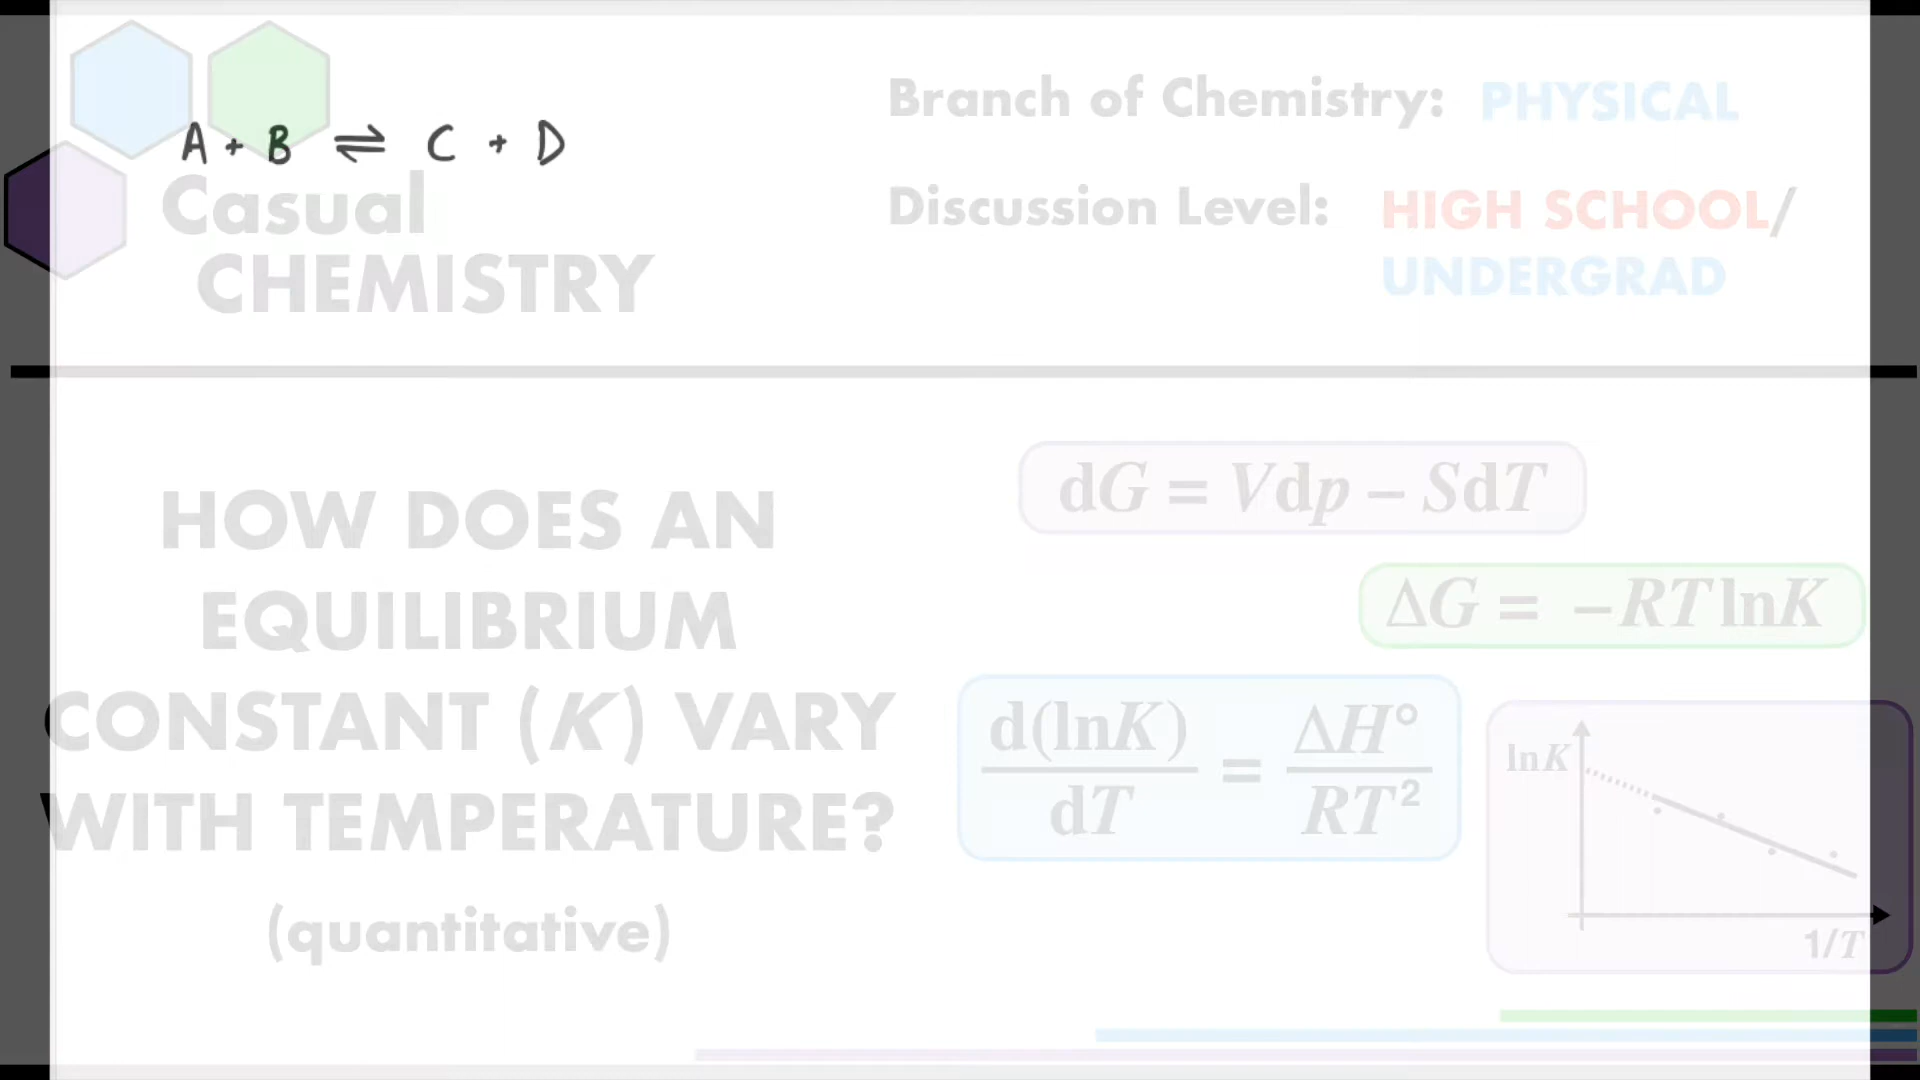 A + B ⇌ C + D
Casual
CHEMISTRY
Branch of Chemistry: PHYSICAL
Discussion Level: HIGH SCHOOL/
UNDERGRAD
HOW DOES AN
EQUILIBRIUM
CONSTANT (K) VARY
WITH TEMPERATURE?
(quantitative)
dG = Vdp – SdT
ΔG = –RT lnK
d(lnK)/dT = ΔH°/RT²
lnK
1/T